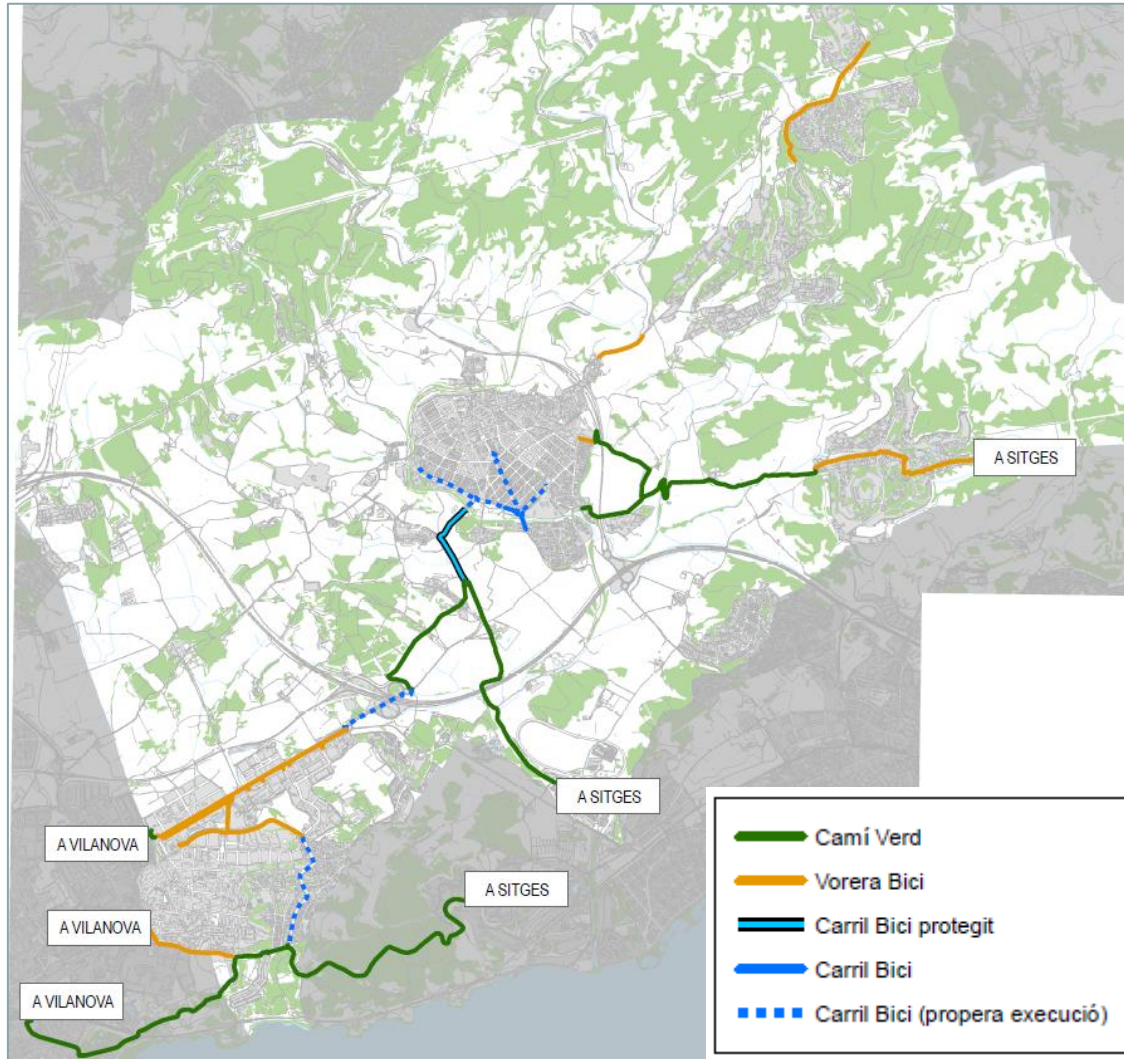 A SITGES
A SITGES
A VILANOVA
A SITGES
A VILANOVA
A VILANOVA
Camí Verd
Vorera Bici
Carril Bici protegit
Carril Bici
Carril Bici (propera execució)